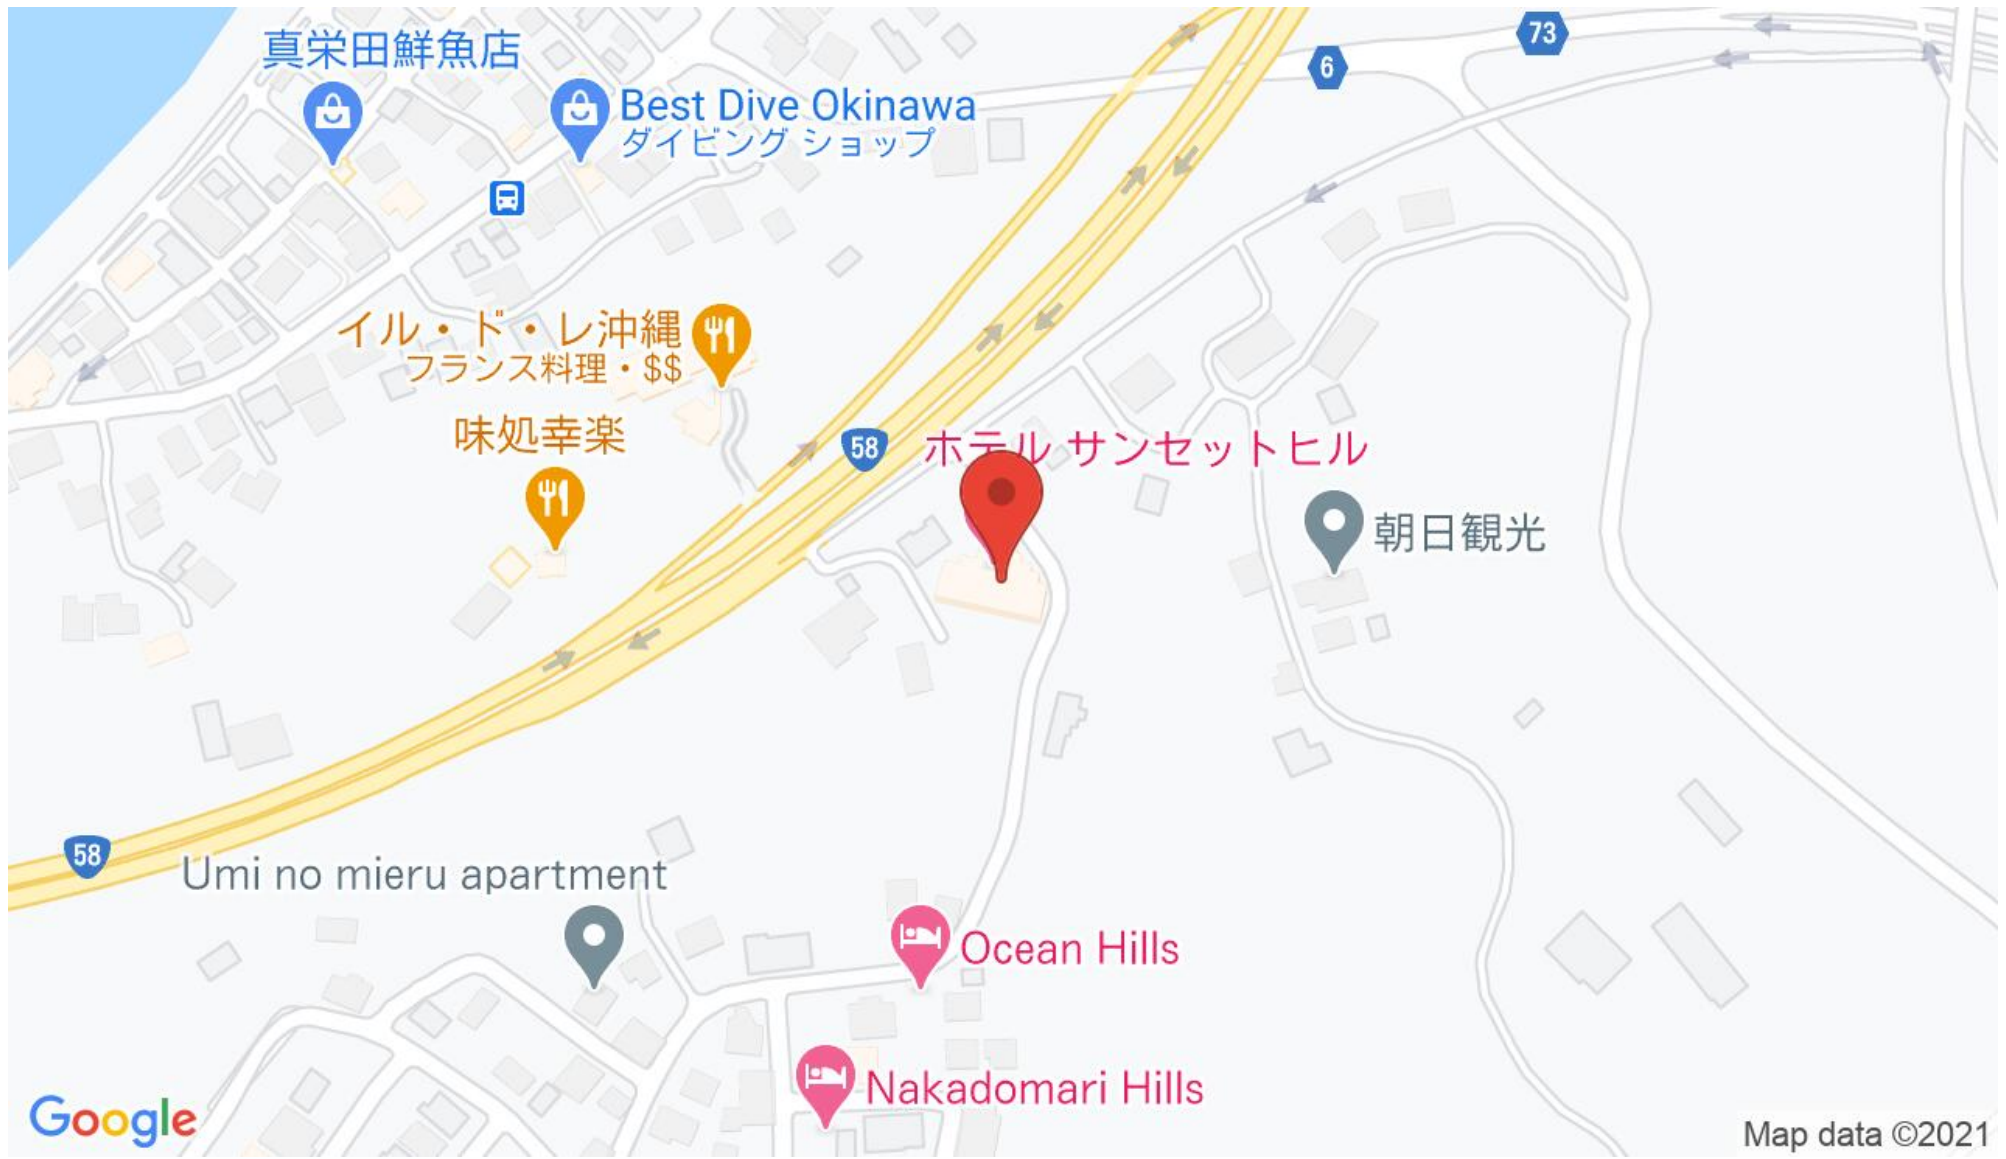 真栄田鮮魚店
73
6
Best Dive Okinawa
ダイビング ショップ
イル・ド・レ沖縄
フランス料理・$$
味処幸楽
58
ホテル サンセットヒル
朝日観光
58
Umi no mieru apartment
Ocean Hills
Nakadomari Hills
Google
Map data ©2021